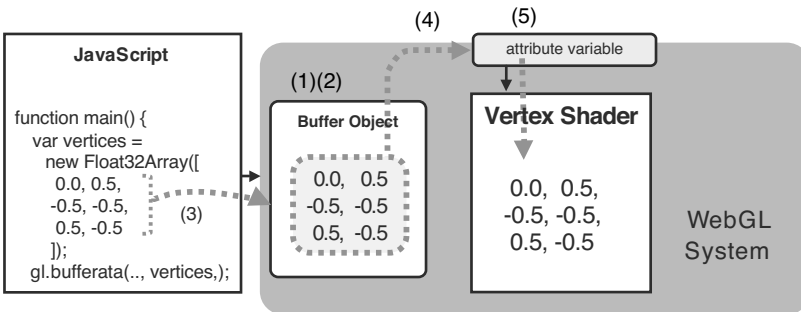 JavaScript
function main() {
var vertices =
new Float32Array([
0.0, 0.5,
-0.5, -0.5,
0.5, -0.5
]);
gl.bufferata(.., vertices,);
(3)
(1)(2)
Buffer Object
0.0, 0.5
-0.5, -0.5
0.5, -0.5
(4)
(5)
attribute variable
Vertex Shader
0.0, 0.5,
-0.5, -0.5,
0.5, -0.5
WebGL
System